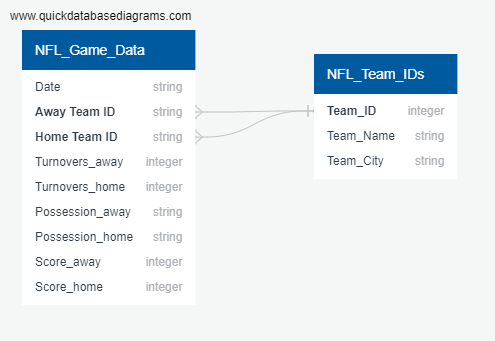 www.quickdatabasediagrams.com
NFL_Game_Data
Date string
Away Team ID string
Home Team ID string
Turnovers_away integer
Turnovers_home integer
Possession_away string
Possession_home string
Score_away integer
Score_home integer
NFL_Team_IDs
Team_ID integer
Team_Name string
Team_City string